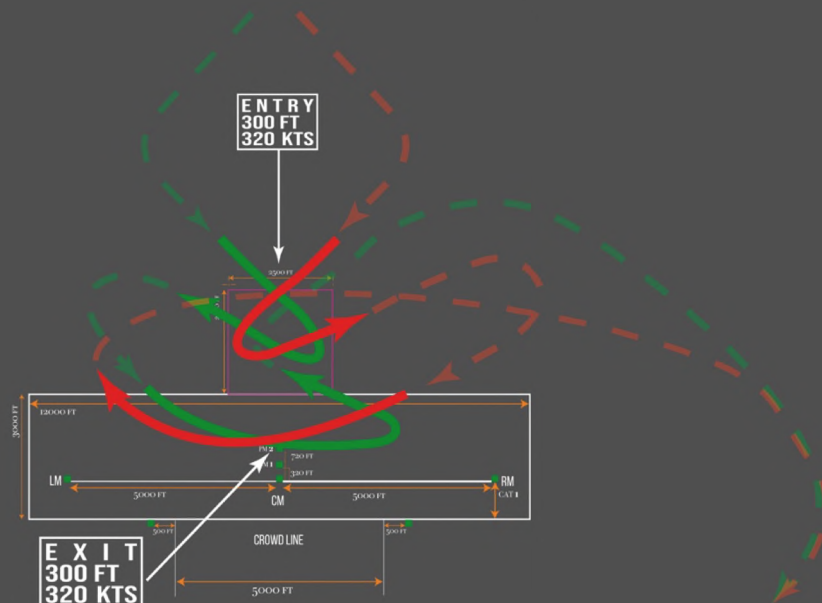 ENTRY
300 FT
320 KTS
2500 FT
12000 FT
3000 FT
720 FT
320 FT
LM
5000 FT
CM
5000 FT
RM
CAT I
500 FT
CROWD LINE
500 FT
5000 FT
EXIT
300 FT
320 KTS